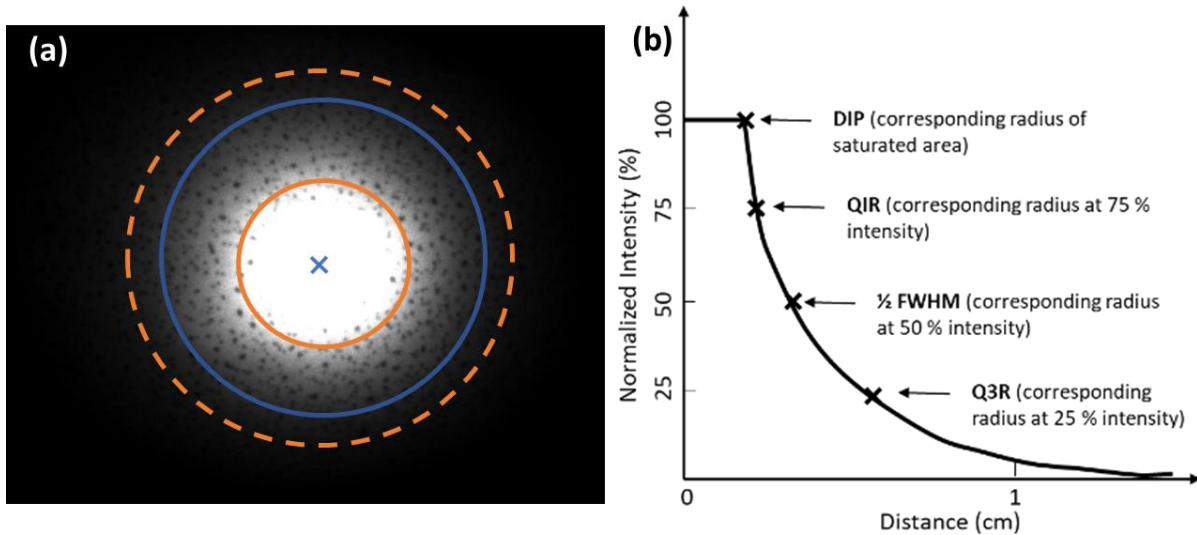 (a)
(b)
Normalized Intensity (%)
100
75
50
25
0
1
Distance (cm)
DIP (corresponding radius of
saturated area)
QIR (corresponding radius at 75 %
intensity)
½ FWHM (corresponding radius
at 50 % intensity)
Q3R (corresponding
radius at 25 % intensity)